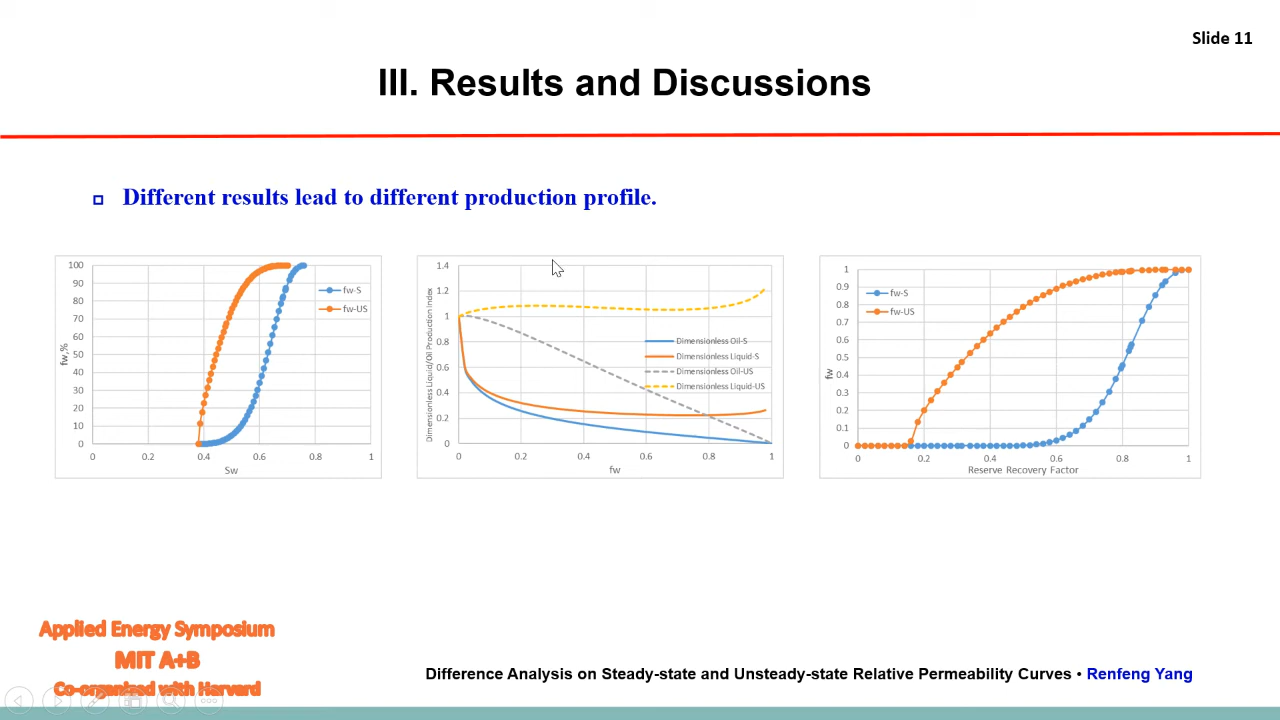 Slide 11
III. Results and Discussions
Different results lead to different production profile.
100
90
80
70
60
50
40
30
20
10
0
fw,%
0 0.2 0.4 0.6 0.8 1
Sw
fw-S
fw-US
1.4
1.2
1
0.8
0.6
0.4
0.2
0
Dimensionless Liquid/Oil Production Index
0 0.2 0.4 0.6 0.8 1
fw
Dimensionless Oil-S
Dimensionless Liquid-S
Dimensionless Oil-US
Dimensionless Liquid-US
1
0.9
0.8
0.7
0.6
0.5
0.4
0.3
0.2
0.1
0
fw
0 0.2 0.4 0.6 0.8 1
Reserve Recovery Factor
fw-S
fw-US
Applied Energy Symposium
MIT A+B
Co-organized with Harvard
Difference Analysis on Steady-state and Unsteady-state Relative Permeability Curves • Renfeng Yang